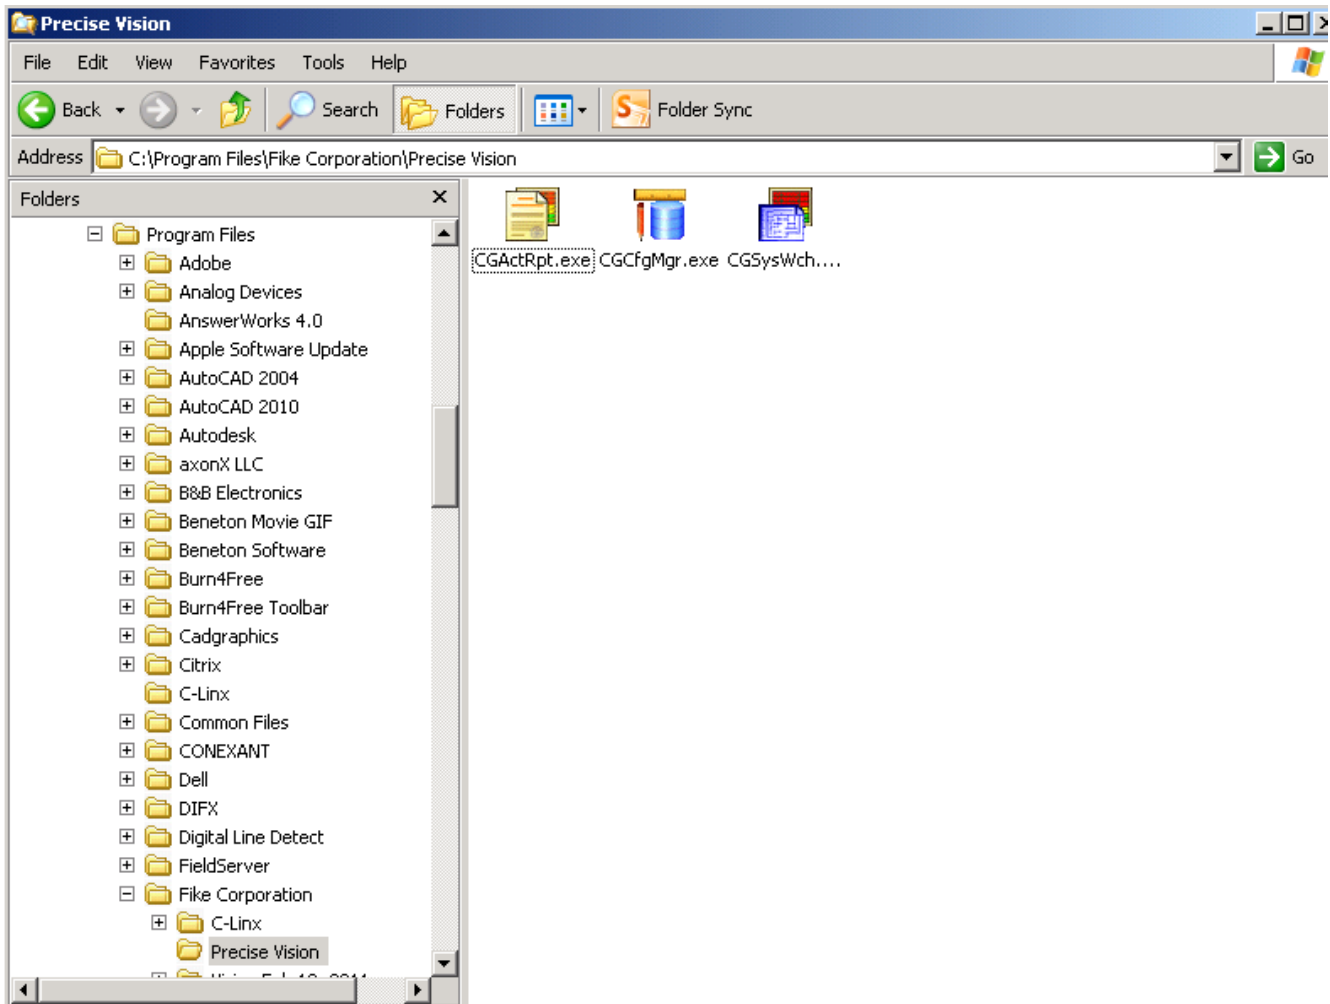 Precise Vision
File Edit View Favorites Tools Help
Back Search Folders Folder Sync
Address C:\Program Files\Fike Corporation\Precise Vision Go
Folders
Program Files
Adobe
Analog Devices
AnswerWorks 4.0
Apple Software Update
AutoCAD 2004
AutoCAD 2010
Autodesk
axonX LLC
B&B Electronics
Beneton Movie GIF
Beneton Software
Burn4Free
Burn4Free Toolbar
Cadgraphics
Citrix
C-Linx
Common Files
CONEXANT
Dell
DIFX
Digital Line Detect
FieldServer
Fike Corporation
C-Linx
Precise Vision
CGActRpt.exe CGCfgMgr.exe CGSysWch....